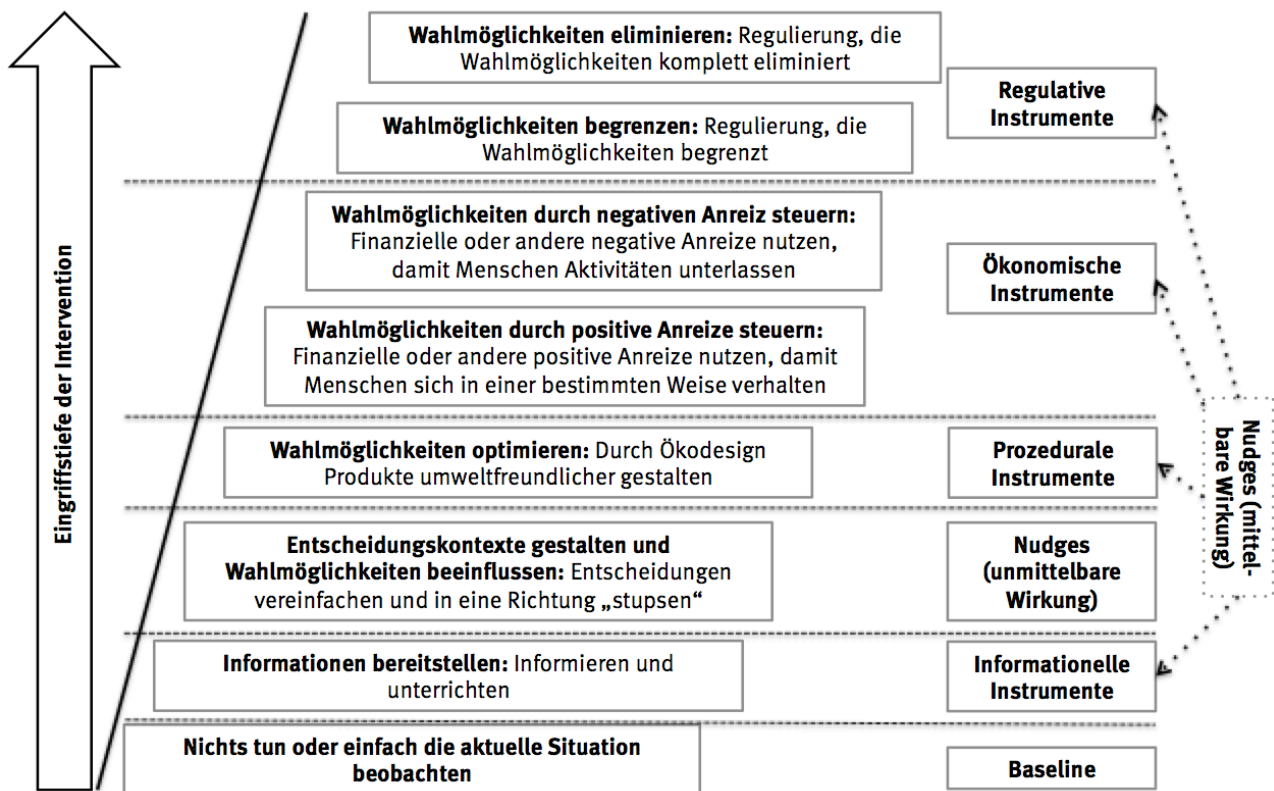 Eingriffstiefe der Intervention
Wahlmöglichkeiten eliminieren: Regulierung, die
Wahlmöglichkeiten komplett eliminiert
Wahlmöglichkeiten begrenzen: Regulierung, die
Wahlmöglichkeiten begrenzt
Regulative
Instrumente
Wahlmöglichkeiten durch negativen Anreiz steuern:
Finanzielle oder andere negative Anreize nutzen,
damit Menschen Aktivitäten unterlassen
Wahlmöglichkeiten durch positive Anreize steuern:
Finanzielle oder andere positive Anreize nutzen, damit
Menschen sich in einer bestimmten Weise verhalten
Ökonomische
Instrumente
Wahlmöglichkeiten optimieren: Durch Ökodesign
Produkte umweltfreundlicher gestalten
Prozedurale
Instrumente
Entscheidungskontexte gestalten und
Wahlmöglichkeiten beeinflussen: Entscheidungen
vereinfachen und in eine Richtung „stupsen“
Nudges
(unmittelbare
Wirkung)
Informationen bereitstellen: Informieren und
unterrichten
Informationelle
Instrumente
Nichts tun oder einfach die aktuelle Situation
beobachten
Baseline
Nudges (mittel-
bare Wirkung)